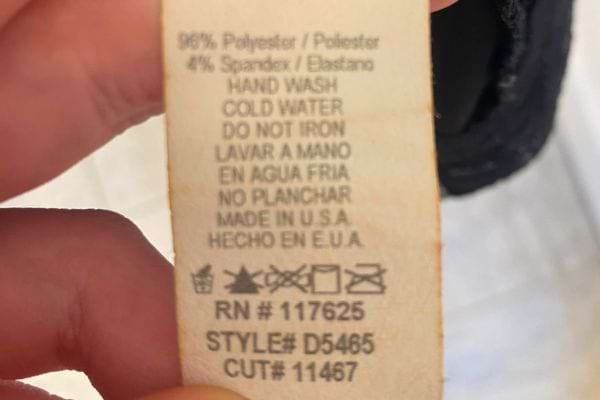 96% Polyester / Poliester
4% Spandex / Elastano
HAND WASH
COLD WATER
DO NOT IRON
LAVAR A MANO
EN AGUA FRIA
NO PLANCHAR
MADE IN U.S.A.
HECHO EN E.U.A.
RN # 117625
STYLE# D5465
CUT# 11467